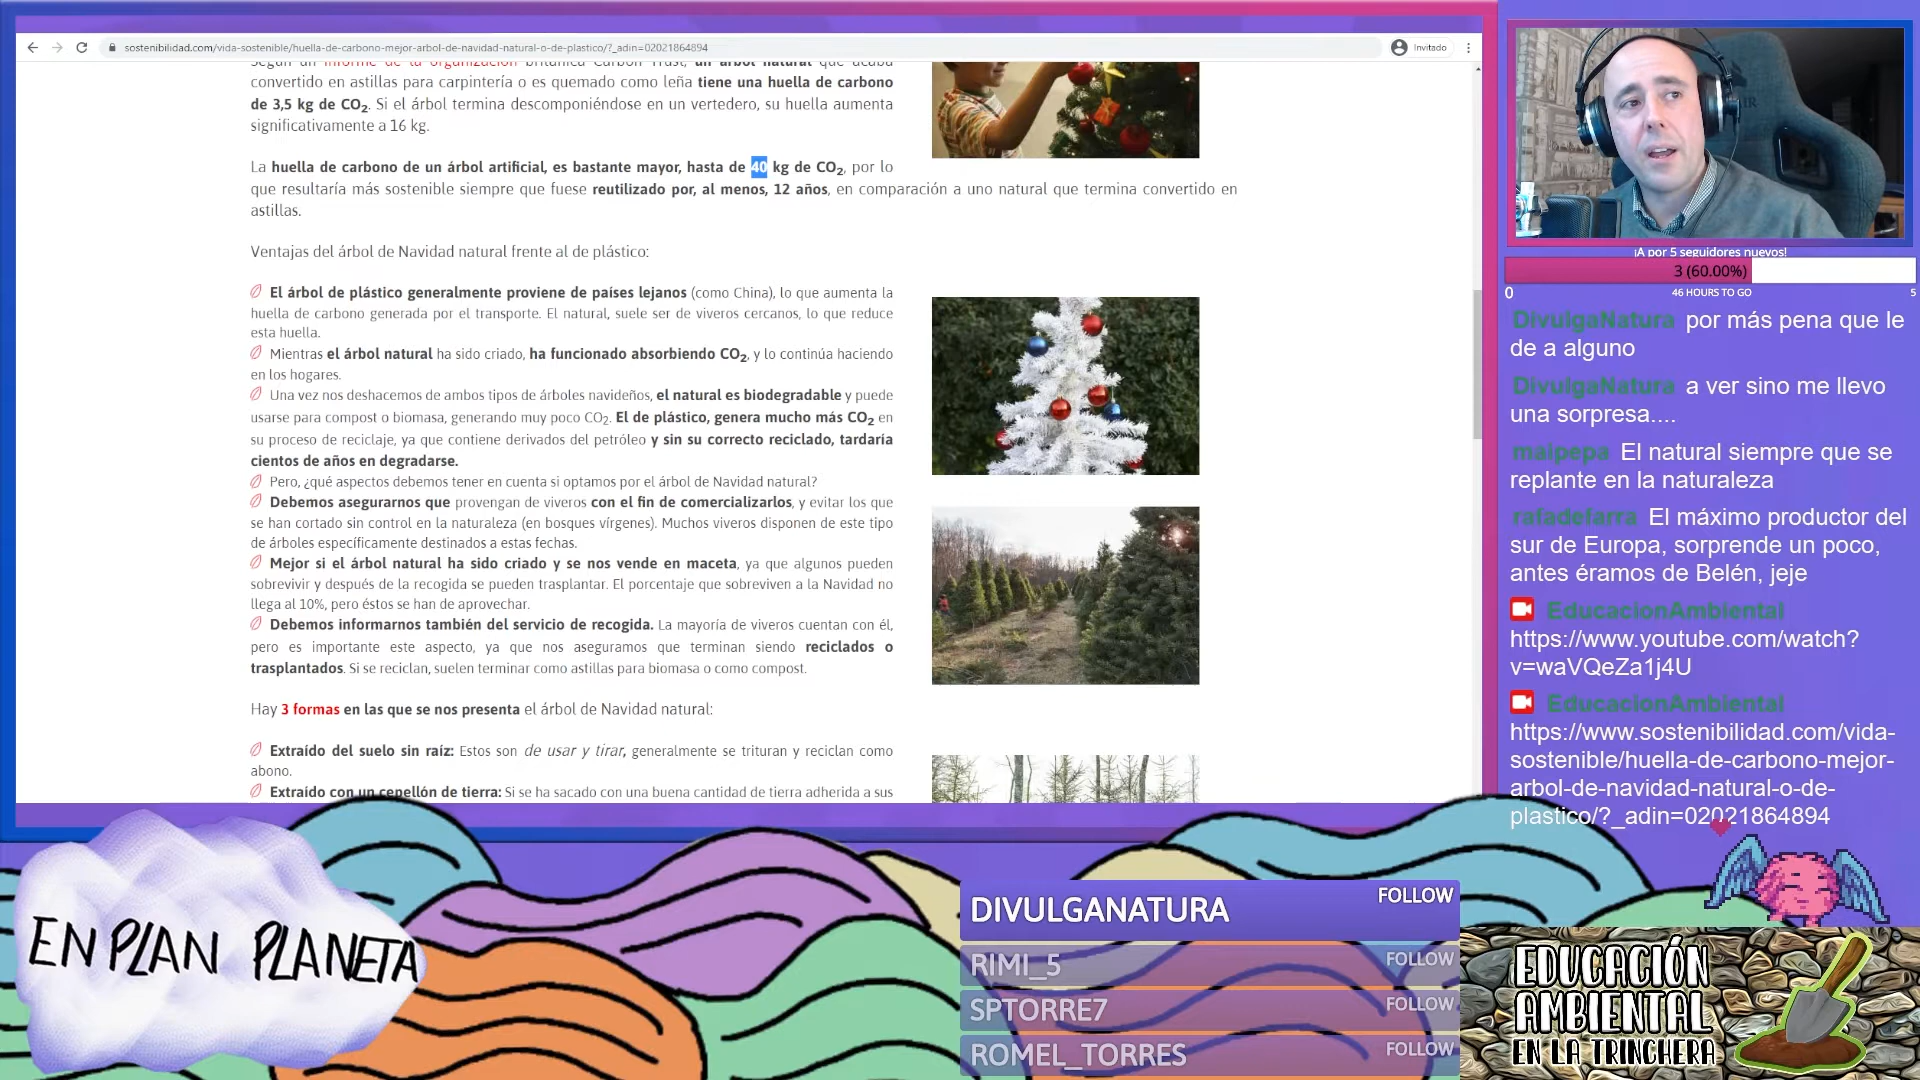 sostenibilidad.com/vida-sostenible/huella-de-carbono-mejor-arbol-de-navidad-natural-o-de-plastico/?_adin=02021864894
Invitado
Según un informe de la organización británica Carbon Trust, un árbol natural que acaba
convertido en astillas para carpintería o es quemado como leña tiene una huella de carbono
de 3,5 kg de CO2. Si el árbol termina descomponiéndose en un vertedero, su huella aumenta
significativamente a 16 kg.
La huella de carbono de un árbol artificial, es bastante mayor, hasta de 40 kg de CO2, por lo
que resultaría más sostenible siempre que fuese reutilizado por, al menos, 12 años, en comparación a uno natural que termina convertido en
astillas.
Ventajas del árbol de Navidad natural frente al de plástico:
El árbol de plástico generalmente proviene de países lejanos (como China), lo que aumenta la
huella de carbono generada por el transporte. El natural, suele ser de viveros cercanos, lo que reduce
esta huella.
Mientras el árbol natural ha sido criado, ha funcionado absorbiendo CO2, y lo continúa haciendo
en los hogares.
Una vez nos deshacemos de ambos tipos de árboles navideños, el natural es biodegradable y puede
usarse para compost o biomasa, generando muy poco CO2. El de plástico, genera mucho más CO2 en
su proceso de reciclaje, ya que contiene derivados del petróleo y sin su correcto reciclado, tardaría
cientos de años en degradarse.
Pero, ¿qué aspectos debemos tener en cuenta si optamos por el árbol de Navidad natural?
Debemos asegurarnos que provengan de viveros con el fin de comercializarlos, y evitar los que
se han cortado sin control en la naturaleza (en bosques vírgenes). Muchos viveros disponen de este tipo
de árboles específicamente destinados a estas fechas.
Mejor si el árbol natural ha sido criado y se nos vende en maceta, ya que algunos pueden
sobrevivir y después de la recogida se pueden trasplantar. El porcentaje que sobreviven a la Navidad no
llega al 10%, pero éstos se han de aprovechar.
Debemos informarnos también del servicio de recogida. La mayoría de viveros cuentan con él,
pero es importante este aspecto, ya que nos aseguramos que terminan siendo reciclados o
trasplantados. Si se reciclan, suelen terminar como astillas para biomasa o como compost.
Hay 3 formas en las que se nos presenta el árbol de Navidad natural:
Extraído del suelo sin raíz: Estos son de usar y tirar, generalmente se trituran y reciclan como
abono.
Extraído con un cepellón de tierra: Si se ha sacado con una buena cantidad de tierra adherida a sus
¡A por 5 seguidores nuevos!
3 (60.00%)
0
46 HOURS TO GO
5
DivulgaNatura por más pena que le
de a alguno
DivulgaNatura a ver sino me llevo
una sorpresa....
maipepa El natural siempre que se
replante en la naturaleza
rafadefarra El máximo productor del
sur de Europa, sorprende un poco,
antes éramos de Belén, jeje
EducacionAmbiental
https://www.youtube.com/watch?
v=waVQeZa1j4U
EducacionAmbiental
https://www.sostenibilidad.com/vida-
sostenible/huella-de-carbono-mejor-
arbol-de-navidad-natural-o-de-
plastico/?_adin=02021864894
EN PLAN PLANETA
DIVULGANATURA FOLLOW
RIMI_5 FOLLOW
SPTORRE7 FOLLOW
ROMEL_TORRES FOLLOW
EDUCACIÓN
AMBIENTAL
EN LA TRINCHERA